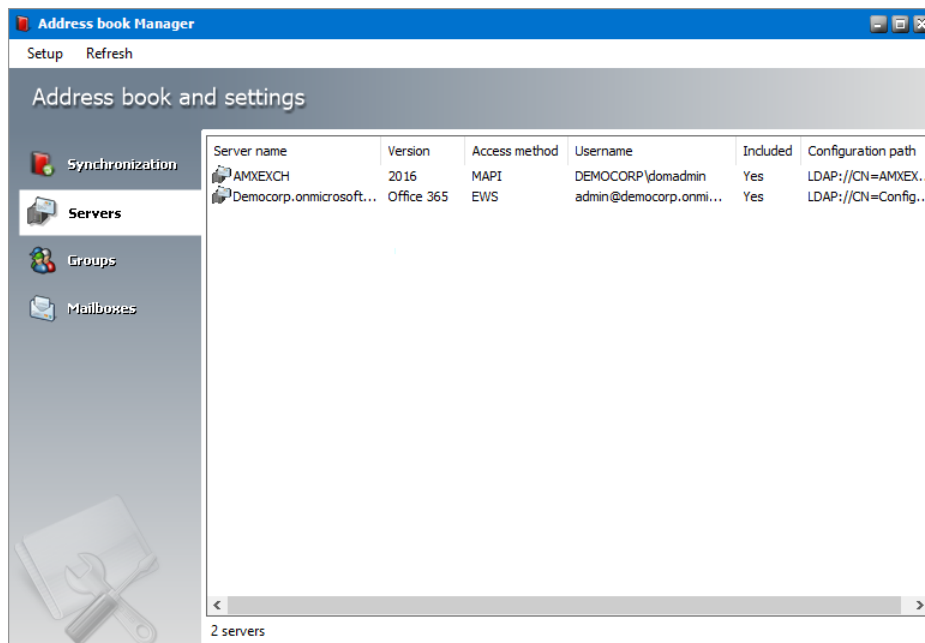 Address book Manager
Setup Refresh
Address book and settings
Synchronization
Servers
Groups
Mailboxes
Server name Version Access method Username Included Configuration path
AMXEXCH 2016 MAPI DEMOCORP\domadmin Yes LDAP://CN=AMXEX...
Democorp.onmicrosoft... Office 365 EWS admin@democorp.onmi... Yes LDAP://CN=Config...
2 servers